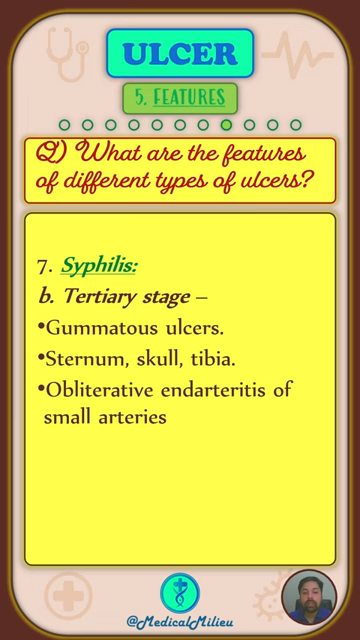 ULCER
5. FEATURES
Q) What are the features
of different types of ulcers?
7. Syphilis:
b. Tertiary stage –
•Gummatous ulcers.
•Sternum, skull, tibia.
•Obliterative endarteritis of
small arteries
@MedicalMilieu